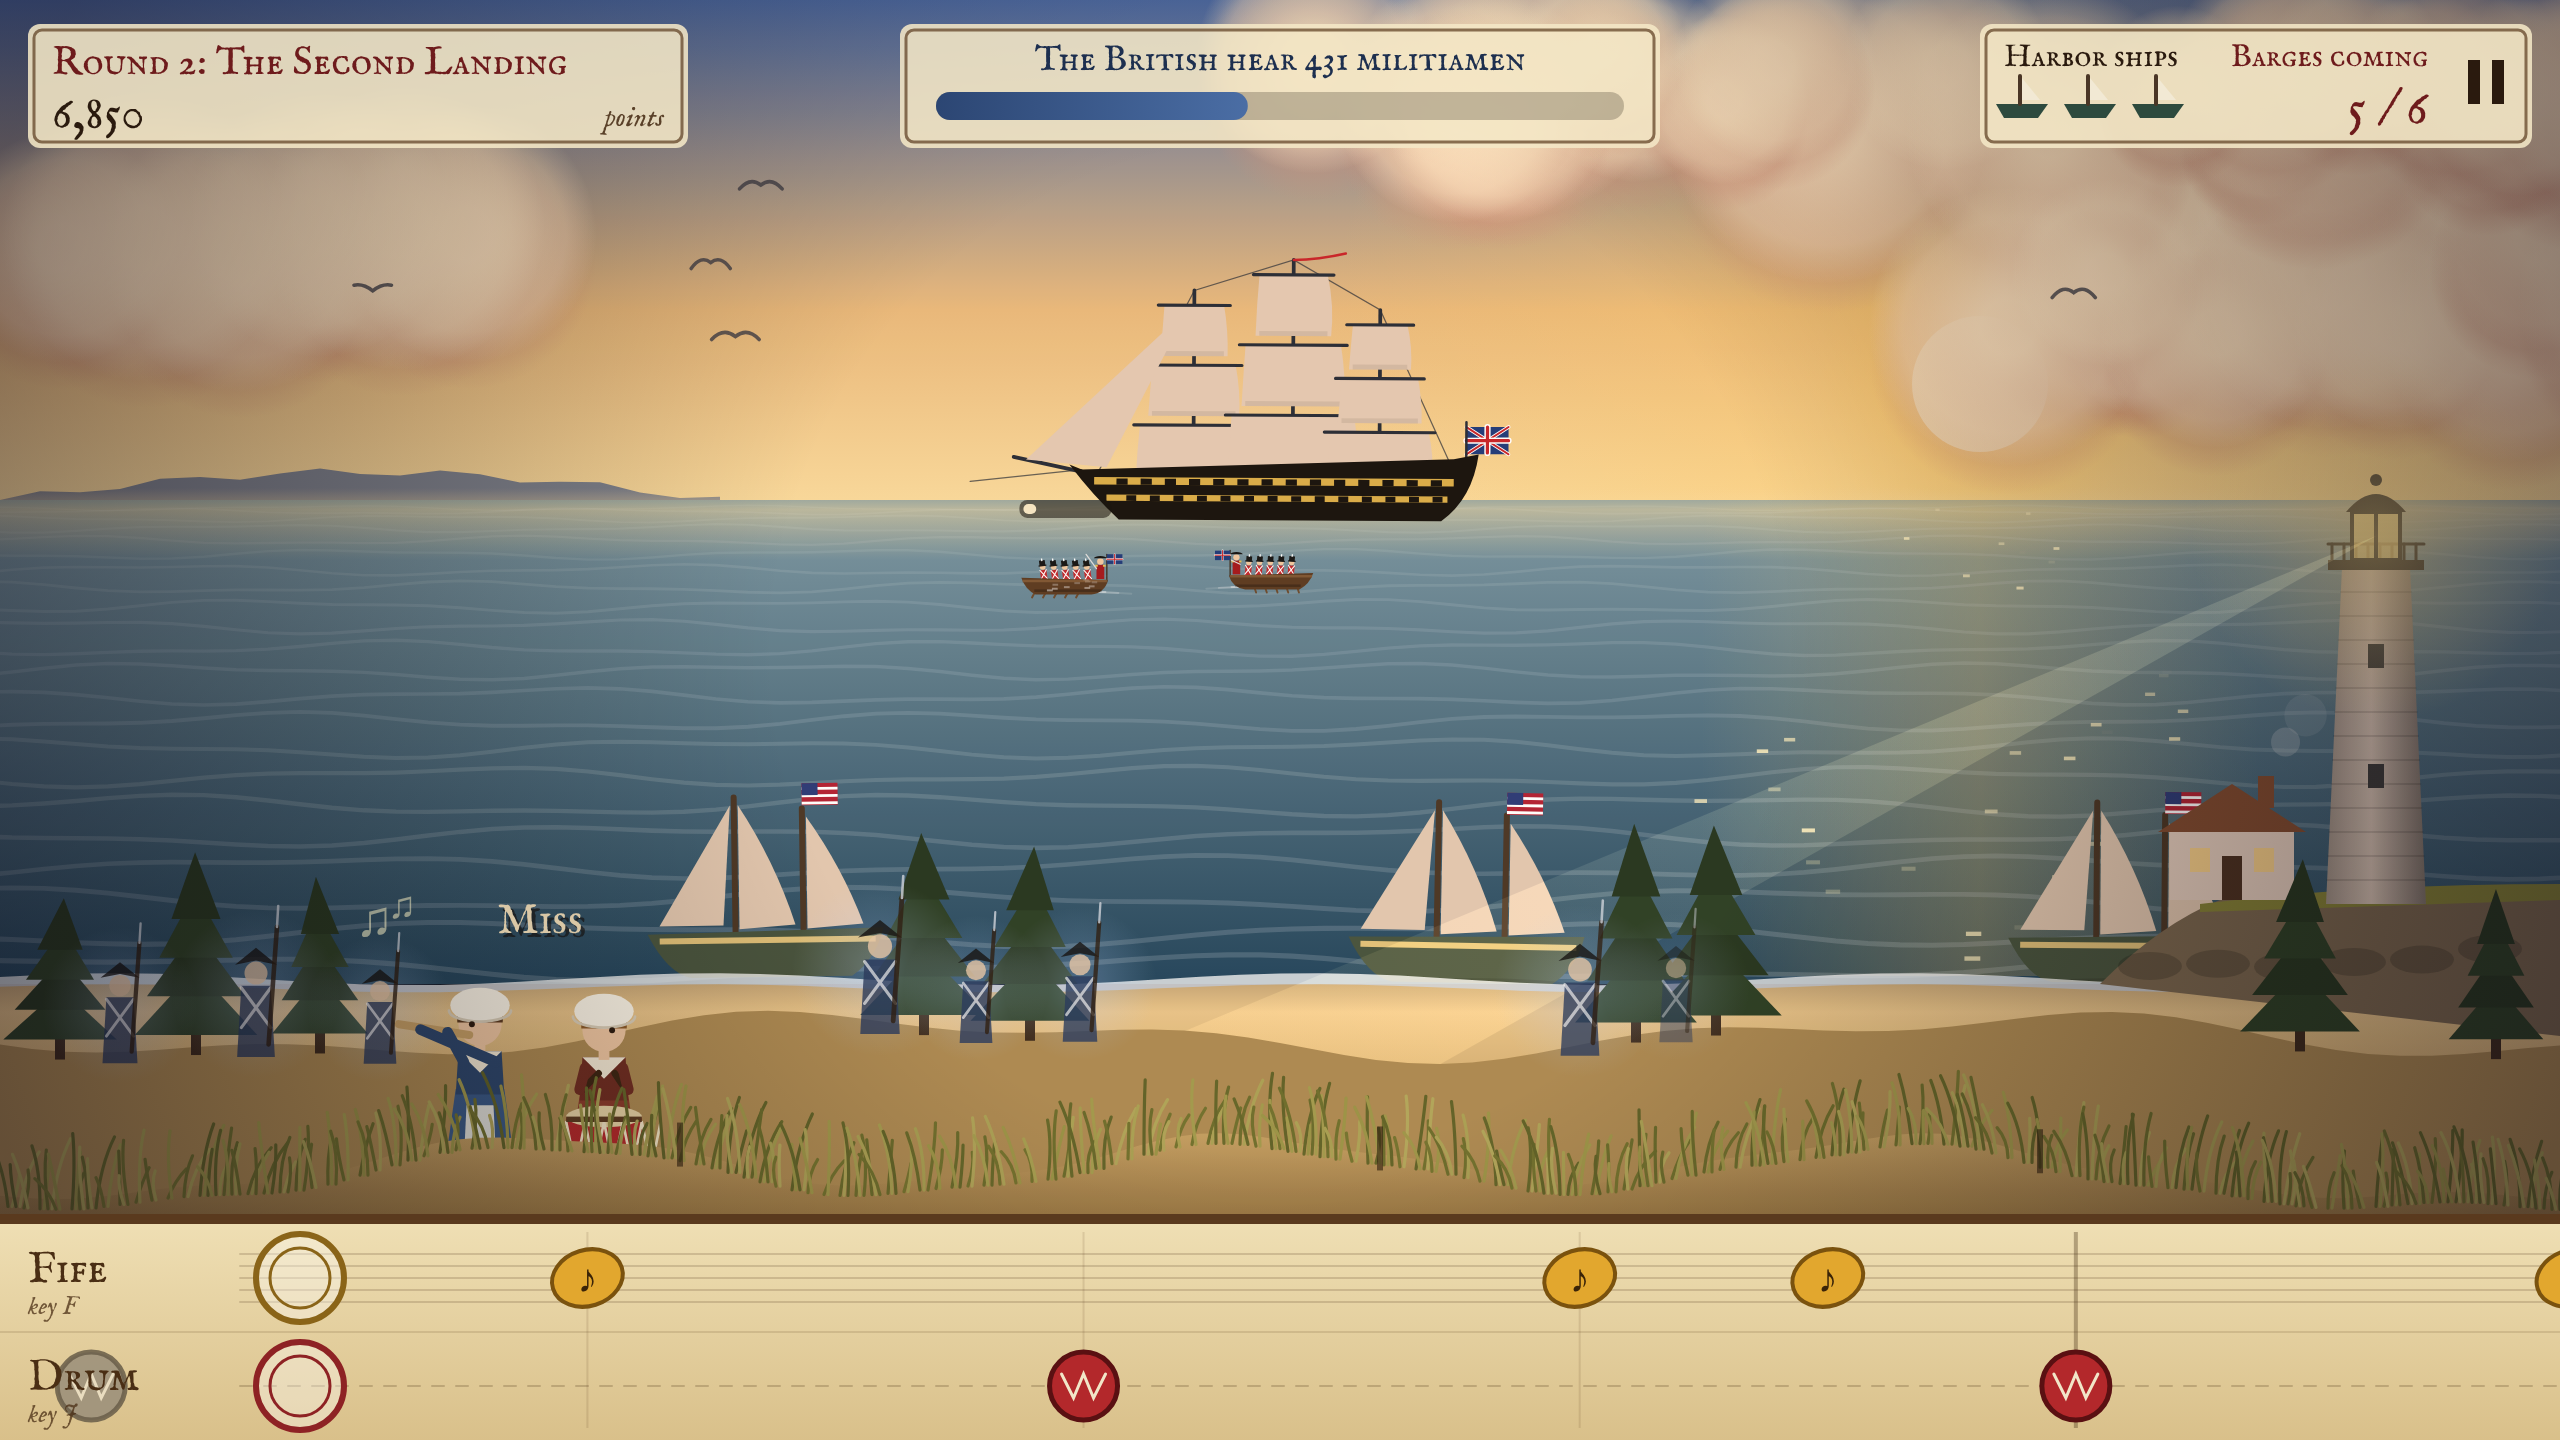 Round 2: The Second Landing
6,850 points
The British hear 431 militiamen
Harbor ships
Barges coming
5 / 6
Miss
Fife
key F
Drum
key J